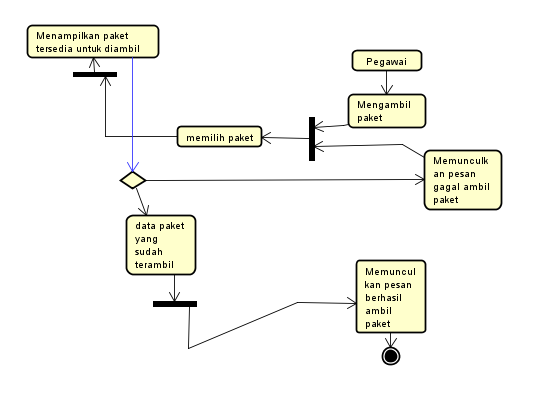 Menampilkan paket
tersedia untuk diambil
Pegawai
Mengambil
paket
memilih paket
Memunculk
an pesan
gagal ambil
paket
data paket
yang
sudah
terambil
Memuncul
kan pesan
berhasil
ambil
paket